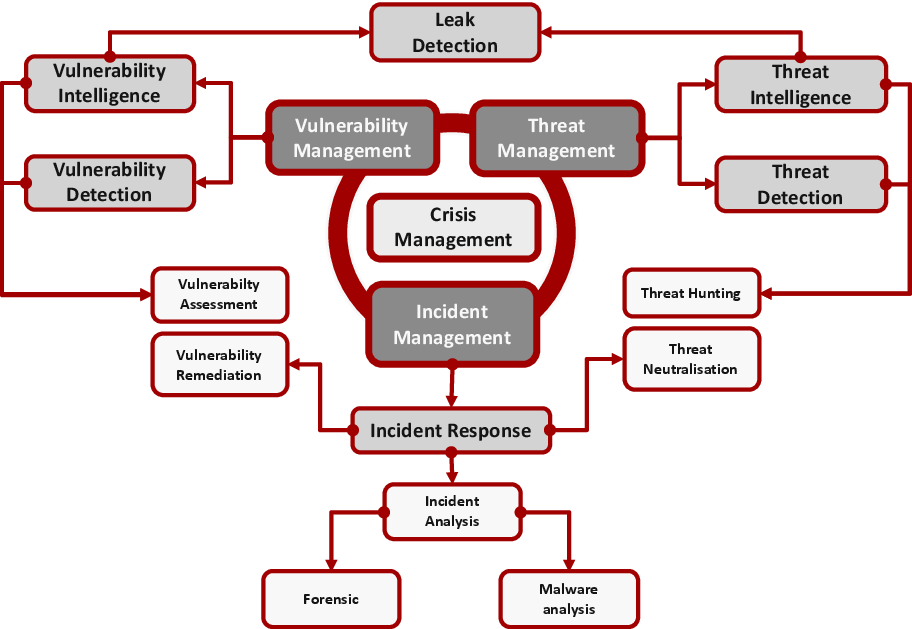 Leak
Detection
Vulnerability
Intelligence
Threat
Intelligence
Vulnerability
Management
Threat
Management
Vulnerability
Detection
Threat
Detection
Crisis
Management
Vulnerabilty
Assessment
Threat Hunting
Incident
Management
Vulnerability
Remediation
Threat
Neutralisation
Incident Response
Incident
Analysis
Forensic
Malware
analysis